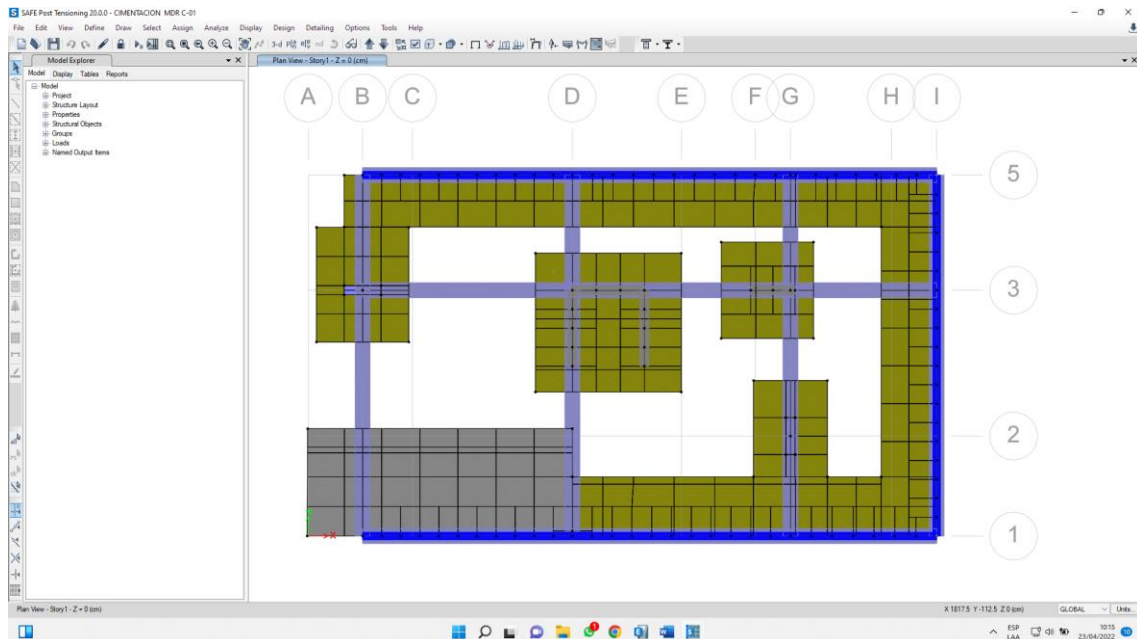 SAFE Post Tensioning 20.0.0 - CIMENTACION MDR C-01
File Edit View Define Draw Select Assign Analyze Display Design Detailing Options Tools Help
Model Explorer
Plan View - Story1 - Z = 0 (cm)
Model Display Tables Reports
Model
Project
Structure Layout
Properties
Structural Objects
Groups
Loads
Named Output Items
A B C D E F G H I
5
3
2
1
X
Plan View - Story1 - Z = 0 (cm)
X 1817.5 Y -112.5 Z 0 (cm)
GLOBAL
Units...
ESP
LAA
10:15
23/04/2022